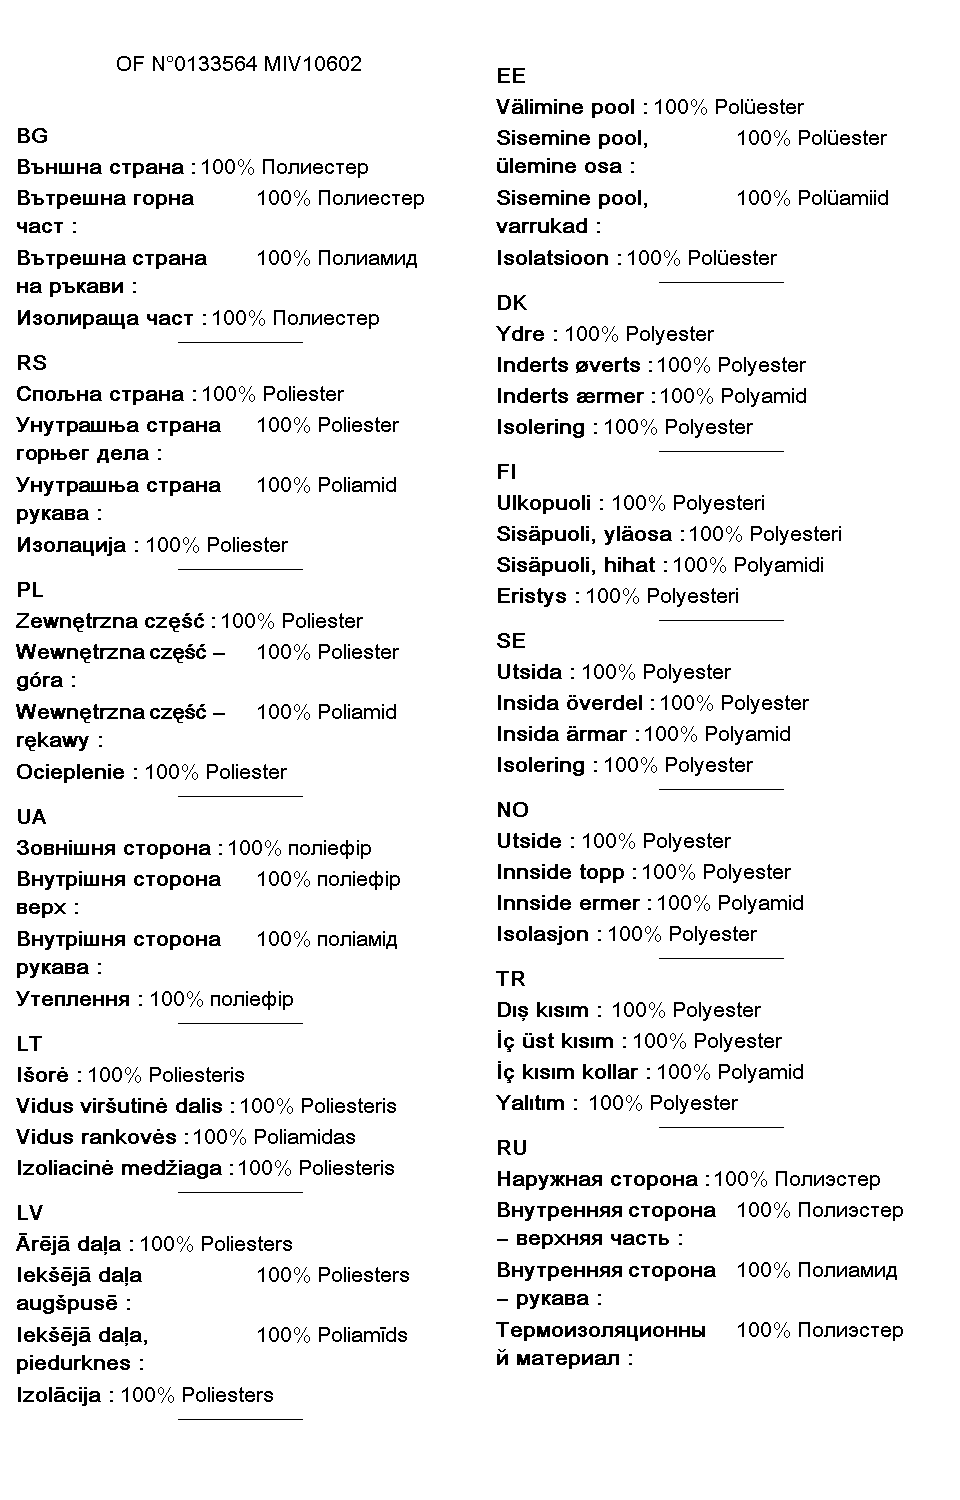 OF N°0133564 MIV10602
BG
Външна страна : 100% Полиестер
Вътрешна горна 100% Полиестер
част :
Вътрешна страна 100% Полиамид
на ръкави :
Изолираща част : 100% Полиестер
RS
Спољна страна : 100% Poliester
Унутрашња страна 100% Poliester
горњег дела :
Унутрашња страна 100% Poliamid
рукава :
Изолација : 100% Poliester
PL
Zewnętrzna część : 100% Poliester
Wewnętrzna część – 100% Poliester
góra :
Wewnętrzna część – 100% Poliamid
rękawy :
Ocieplenie : 100% Poliester
UA
Зовнішня сторона : 100% поліефір
Внутрішня сторона 100% поліефір
верх :
Внутрішня сторона 100% поліамід
рукава :
Утеплення : 100% поліефір
LT
Išorė : 100% Poliesteris
Vidus viršutinė dalis : 100% Poliesteris
Vidus rankovės : 100% Poliamidas
Izoliacinė medžiaga : 100% Poliesteris
LV
Ārējā daļa : 100% Poliesters
Iekšējā daļa 100% Poliesters
augšpusē :
Iekšējā daļa, 100% Poliamīds
piedurknes :
Izolācija : 100% Poliesters
EE
Välimine pool : 100% Polüester
Sisemine pool, 100% Polüester
ülemine osa :
Sisemine pool, 100% Polüamiid
varrukad :
Isolatsioon : 100% Polüester
DK
Ydre : 100% Polyester
Inderts øverts : 100% Polyester
Inderts ærmer : 100% Polyamid
Isolering : 100% Polyester
FI
Ulkopuoli : 100% Polyesteri
Sisäpuoli, yläosa : 100% Polyesteri
Sisäpuoli, hihat : 100% Polyamidi
Eristys : 100% Polyesteri
SE
Utsida : 100% Polyester
Insida överdel : 100% Polyester
Insida ärmar : 100% Polyamid
Isolering : 100% Polyester
NO
Utside : 100% Polyester
Innside topp : 100% Polyester
Innside ermer : 100% Polyamid
Isolasjon : 100% Polyester
TR
Dış kısım : 100% Polyester
İç üst kısım : 100% Polyester
İç kısım kollar : 100% Polyamid
Yalıtım : 100% Polyester
RU
Наружная сторона : 100% Полиэстер
Внутренняя сторона 100% Полиэстер
– верхняя часть :
Внутренняя сторона 100% Полиамид
– рукава :
Термоизоляционны 100% Полиэстер
й материал :